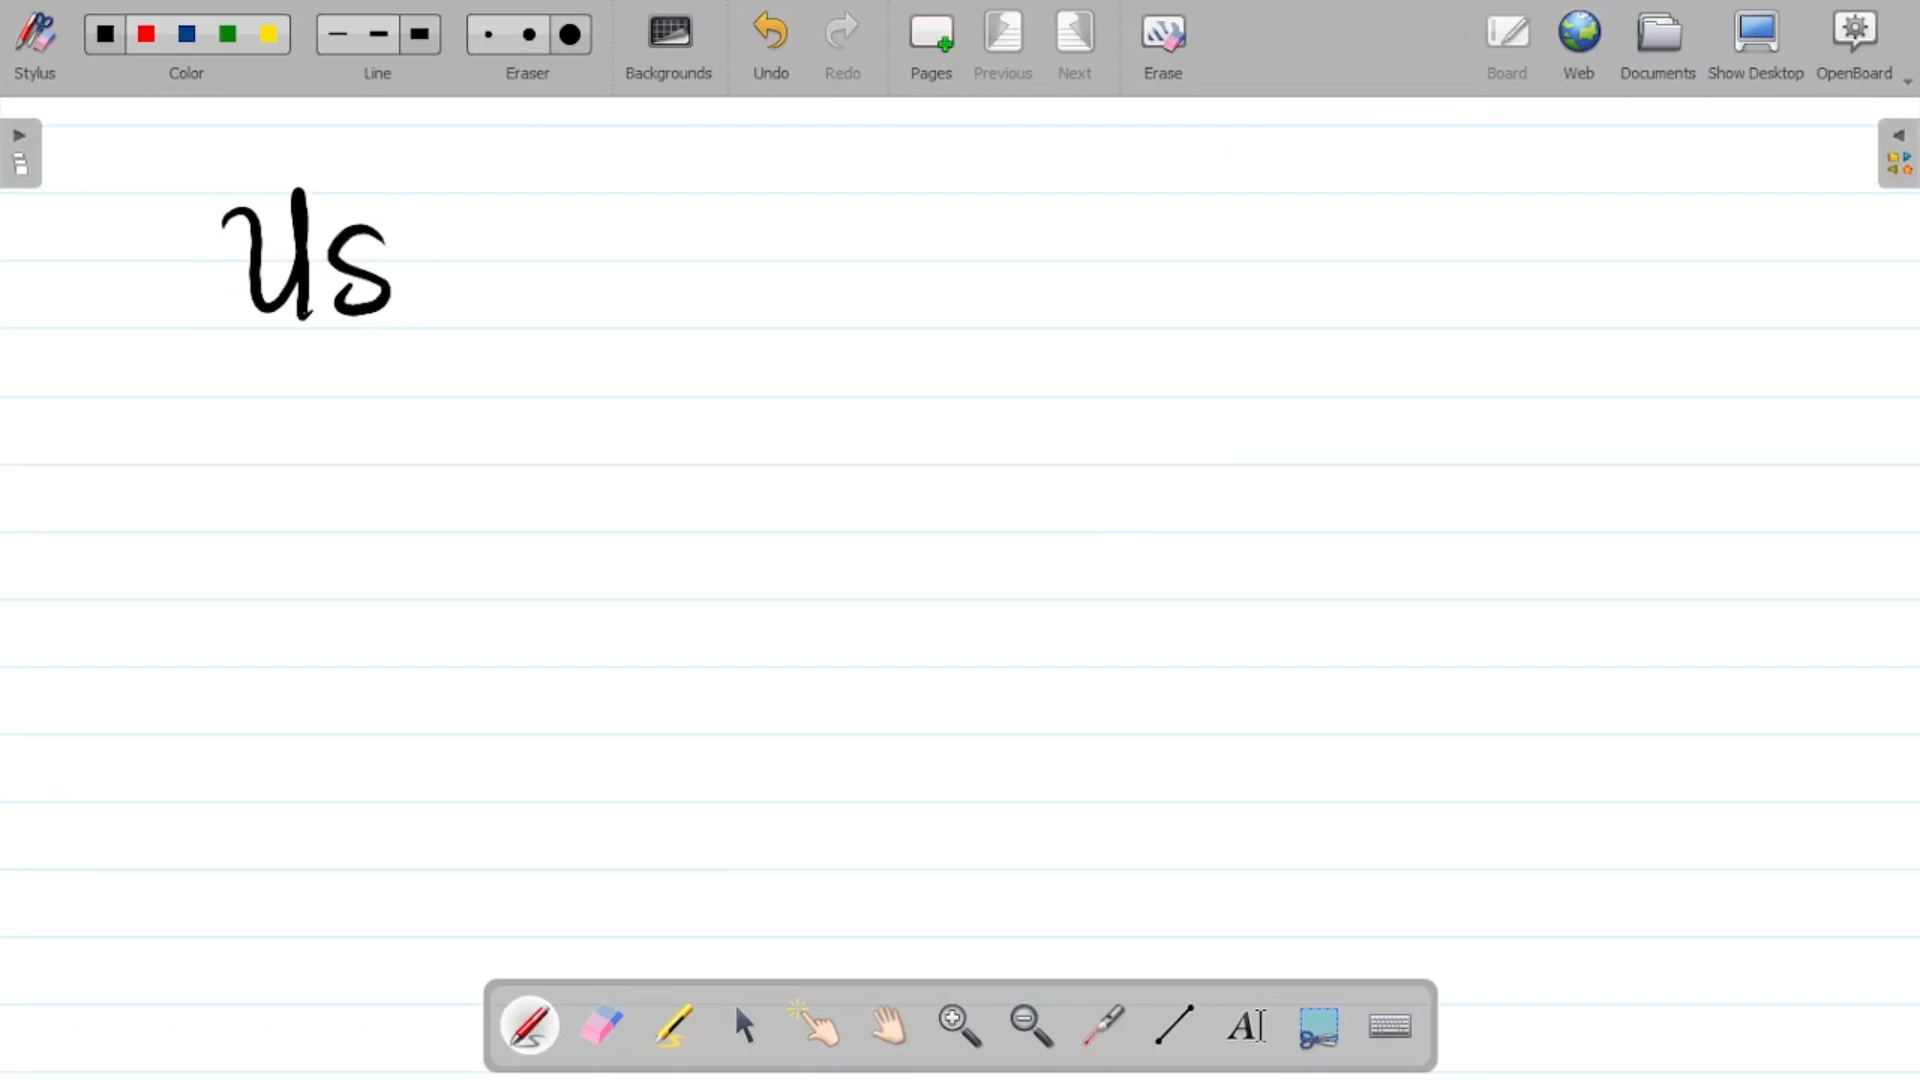 Stylus Color Line Eraser Backgrounds Undo Redo Pages Previous Next Erase Board Web Documents Show Desktop OpenBoard
Us
A